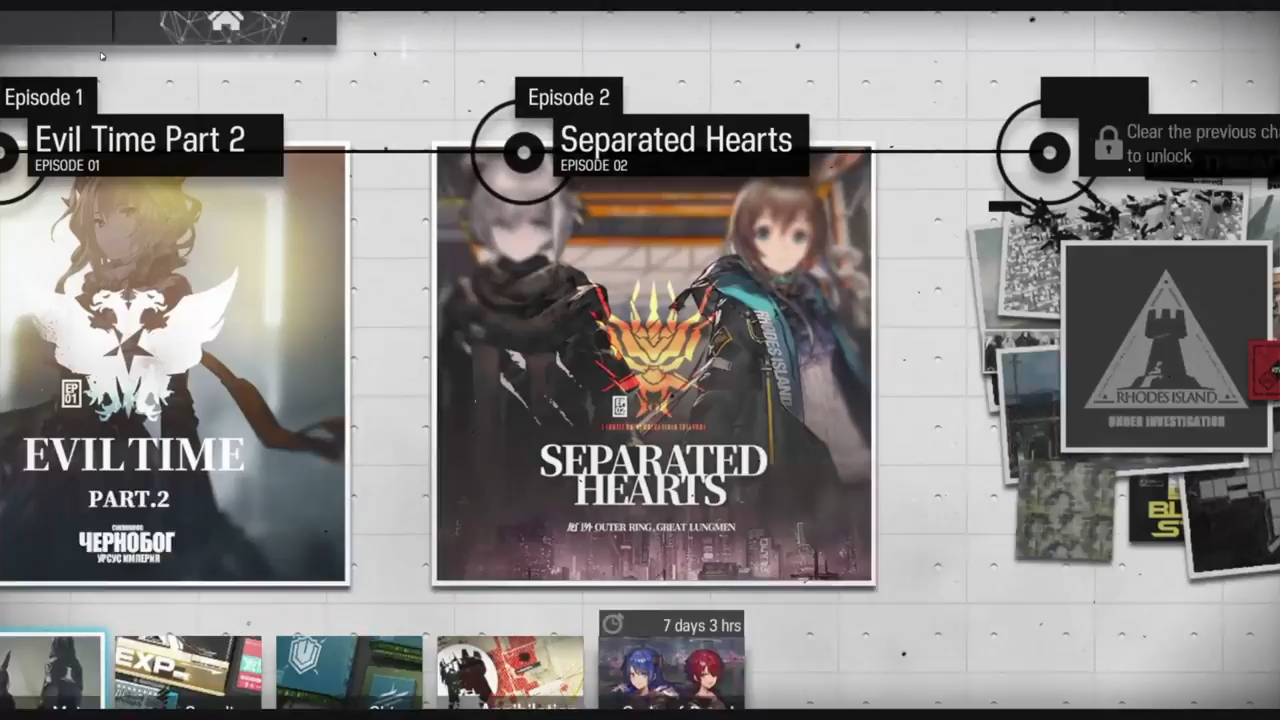 Episode 1
Evil Time Part 2
EPISODE 01
EP
01
EVIL TIME
PART.2
ЧЕРНОБОГ
УРСУС ИМПЕРИЯ
Episode 2
Separated Hearts
EPISODE 02
RHODES ISLAND
EP
02
SEPARATED
HEARTS
OUTER RING, GREAT LUNGMEN
Clear the previous ch
to unlock
RHODES ISLAND
UNDER INVESTIGATION
EXP
7 days 3 hrs